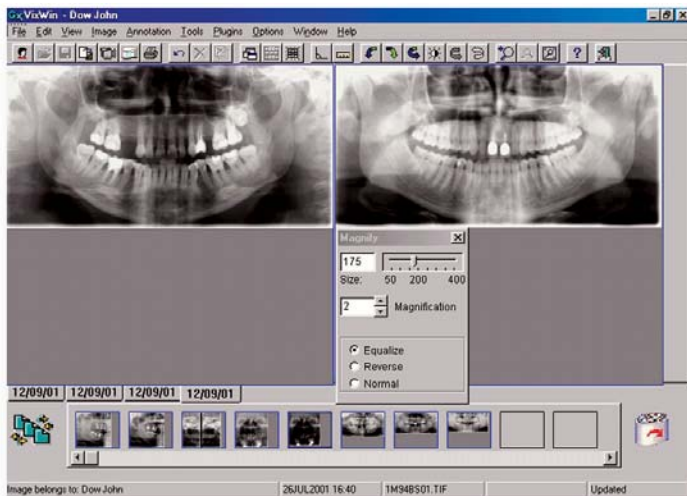 Gx VixWin - Dow John
File Edit View Image Annotation Tools Plugins Options Window Help
Magnify
175
Size: 50 200 400
2 Magnification
Equalize
Reverse
Normal
12/09/01 12/09/01 12/09/01 12/09/01
Image belongs to: Dow John 26JUL2001 16:40 1M94BS01.TIF Updated